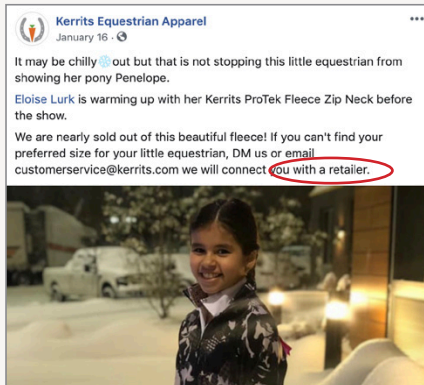 Kerrits Equestrian Apparel
January 16 ·
It may be chilly❄️out but that is not stopping this little equestrian from
showing her pony Penelope.
Eloise Lurk is warming up with her Kerrits ProTek Fleece Zip Neck before
the show.
We are nearly sold out of this beautiful fleece! If you can't find your
preferred size for your little equestrian, DM us or email
customerservice@kerrits.com we will connect you with a retailer.